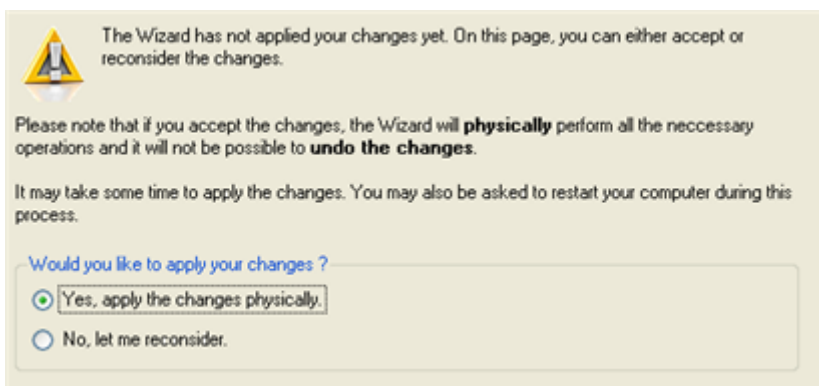 The Wizard has not applied your changes yet. On this page, you can either accept or
reconsider the changes.
Please note that if you accept the changes, the Wizard will physically perform all the neccessary
operations and it will not be possible to undo the changes.
It may take some time to apply the changes. You may also be asked to restart your computer during this
process.
Would you like to apply your changes ?
Yes, apply the changes physically.
No, let me reconsider.